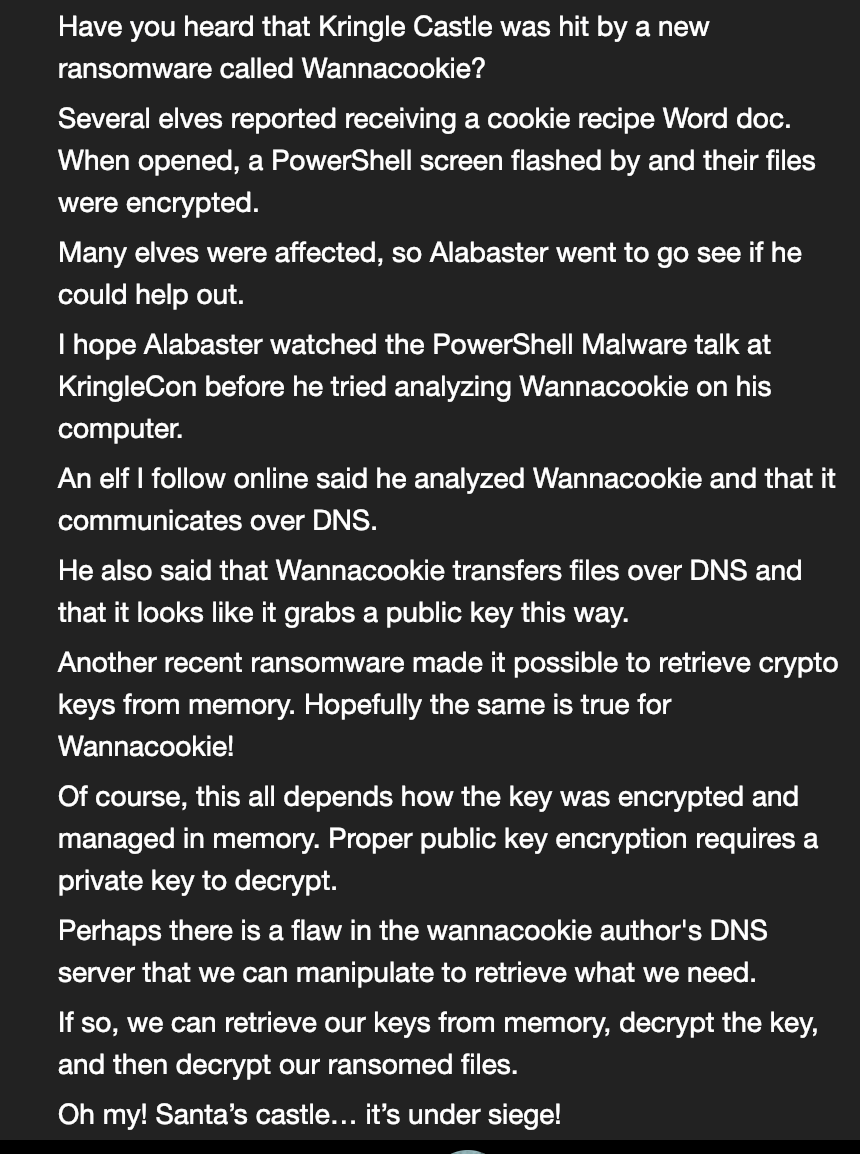 Have you heard that Kringle Castle was hit by a new
ransomware called Wannacookie?
Several elves reported receiving a cookie recipe Word doc.
When opened, a PowerShell screen flashed by and their files
were encrypted.
Many elves were affected, so Alabaster went to go see if he
could help out.
I hope Alabaster watched the PowerShell Malware talk at
KringleCon before he tried analyzing Wannacookie on his
computer.
An elf I follow online said he analyzed Wannacookie and that it
communicates over DNS.
He also said that Wannacookie transfers files over DNS and
that it looks like it grabs a public key this way.
Another recent ransomware made it possible to retrieve crypto
keys from memory. Hopefully the same is true for
Wannacookie!
Of course, this all depends how the key was encrypted and
managed in memory. Proper public key encryption requires a
private key to decrypt.
Perhaps there is a flaw in the wannacookie author's DNS
server that we can manipulate to retrieve what we need.
If so, we can retrieve our keys from memory, decrypt the key,
and then decrypt our ransomed files.
Oh my! Santa’s castle… it’s under siege!